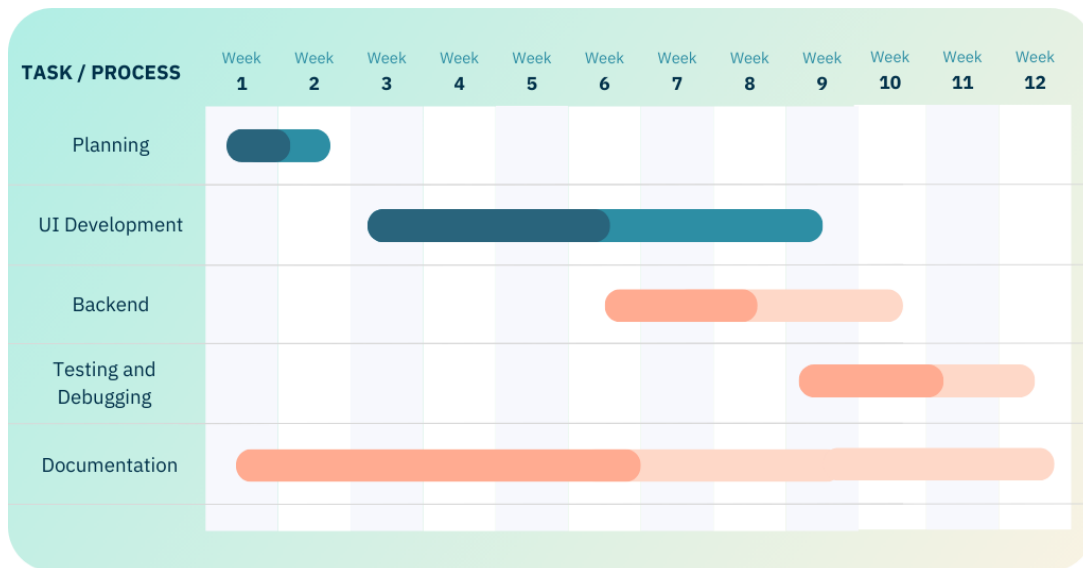 TASK / PROCESS
Week Week Week Week Week Week Week Week Week Week Week Week
1 2 3 4 5 6 7 8 9 10 11 12
Planning
UI Development
Backend
Testing and
Debugging
Documentation